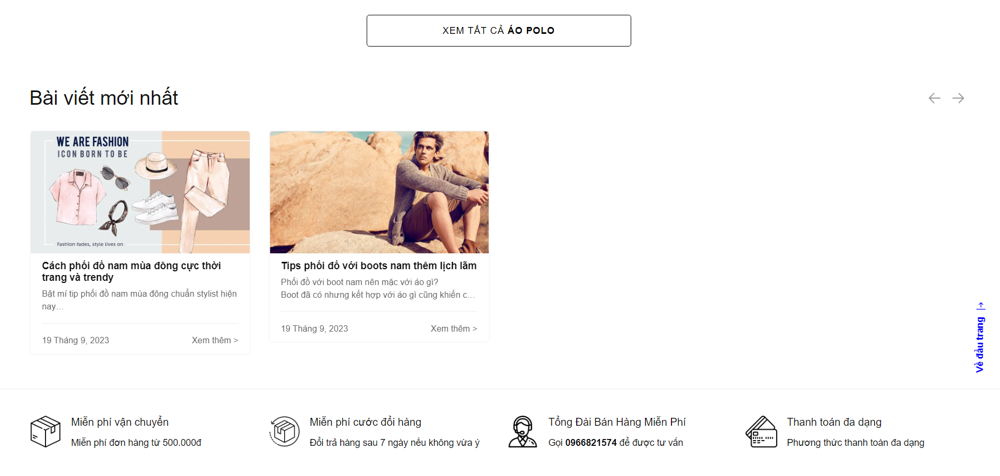 XEM TẤT CẢ ÁO POLO
Bài viết mới nhất
WE ARE FASHION
ICON BORN TO BE
Fashion fades, style lives on
Cách phối đồ nam mùa đông cực thời
trang và trendy
Bật mí tip phối đồ nam mùa đông chuẩn stylist hiện
nay…
19 Tháng 9, 2023
Xem thêm >
Tips phối đồ với boots nam thêm lịch lãm
Phối đồ với boot nam nên mặc với áo gì?
Boot đã có nhưng kết hợp với áo gì cũng khiến c…
19 Tháng 9, 2023
Xem thêm >
Về đầu trang
Miễn phí vận chuyển
Miễn phí đơn hàng từ 500.000đ
Miễn phí cước đổi hàng
Đổi trả hàng sau 7 ngày nếu không vừa ý
Tổng Đài Bán Hàng Miễn Phí
Gọi 0966821574 để được tư vấn
Thanh toán đa dạng
Phương thức thanh toán đa dạng